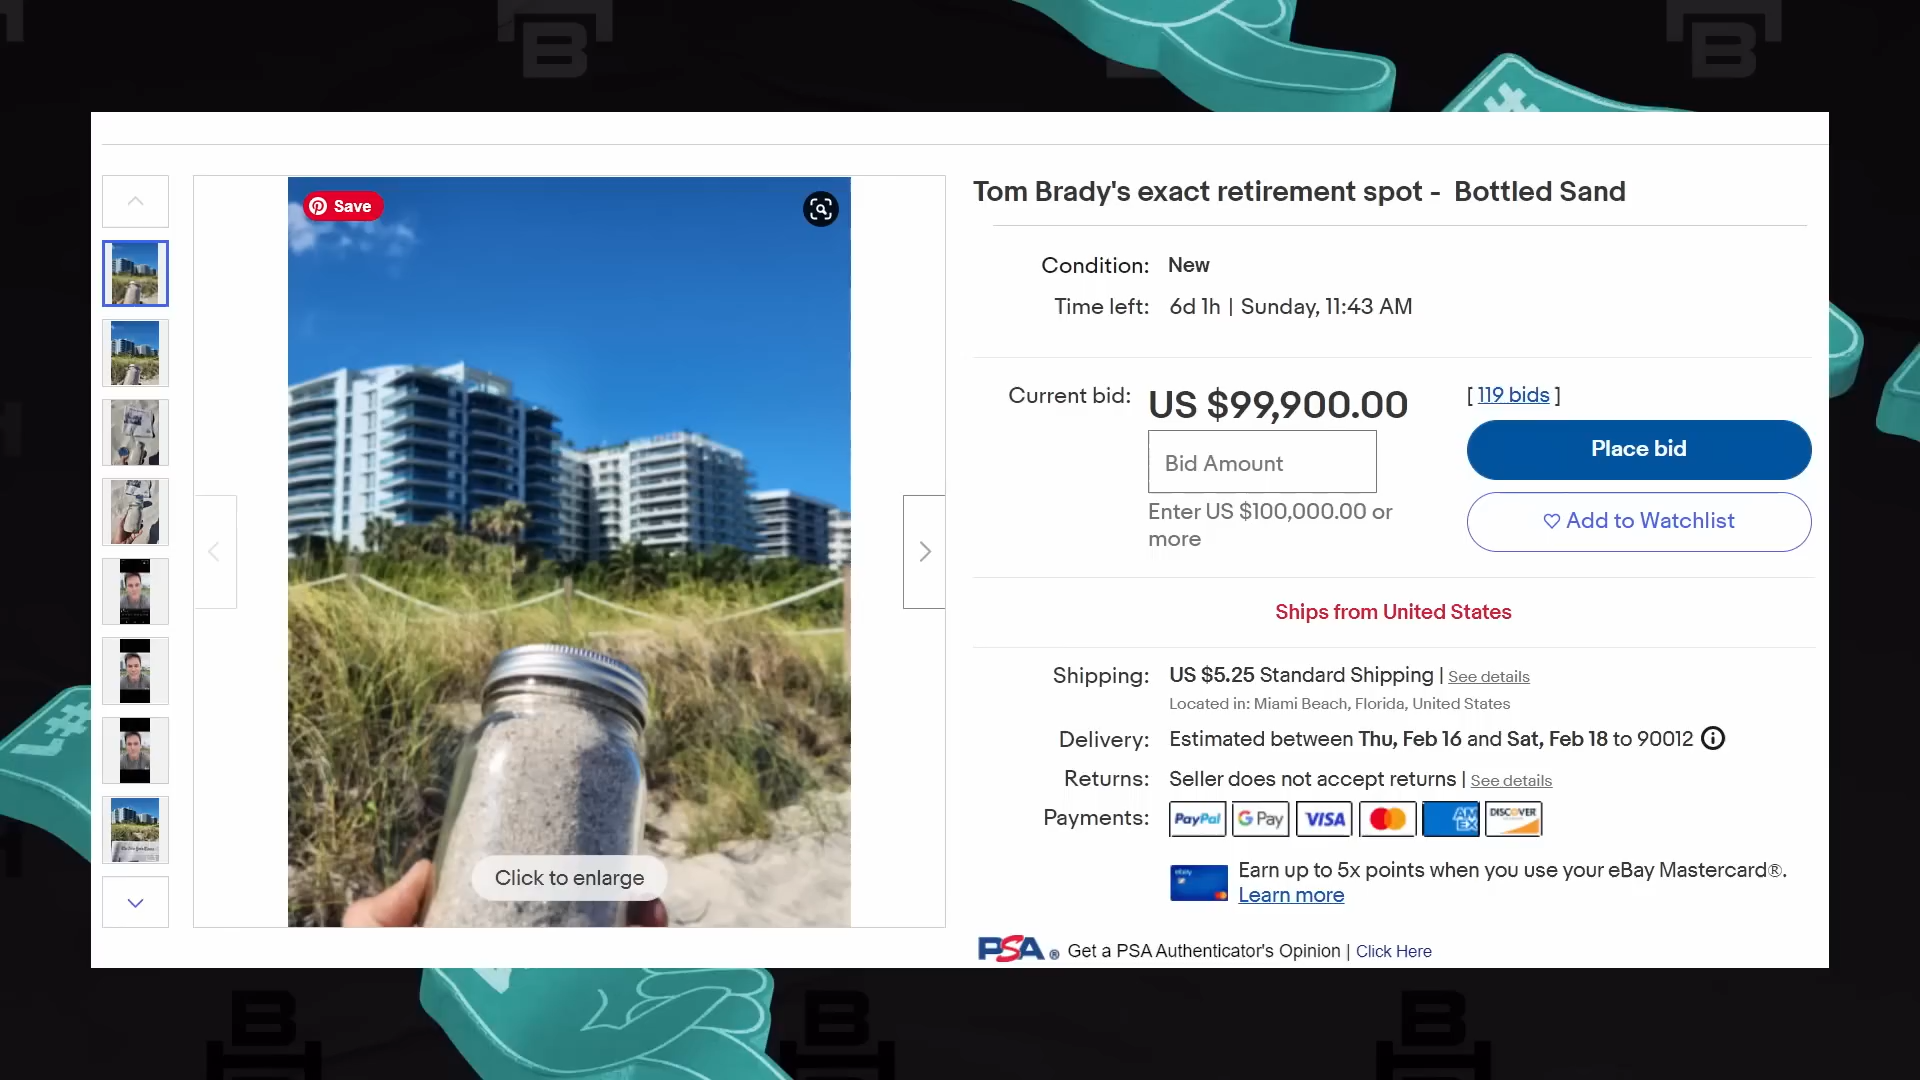 Save
Click to enlarge
Tom Brady's exact retirement spot - Bottled Sand
Condition: New
Time left: 6d 1h | Sunday, 11:43 AM
Current bid: US $99,900.00 [ 119 bids ]
Bid Amount
Enter US $100,000.00 or
more
Place bid
Add to Watchlist
Ships from United States
Shipping: US $5.25 Standard Shipping | See details
Located in: Miami Beach, Florida, United States
Delivery: Estimated between Thu, Feb 16 and Sat, Feb 18 to 90012
Returns: Seller does not accept returns | See details
Payments: PayPal G Pay VISA AM EX DISCOVER
ebay
Earn up to 5x points when you use your eBay Mastercard®.
Learn more
PSA® Get a PSA Authenticator's Opinion | Click Here
B
B
B
B
B